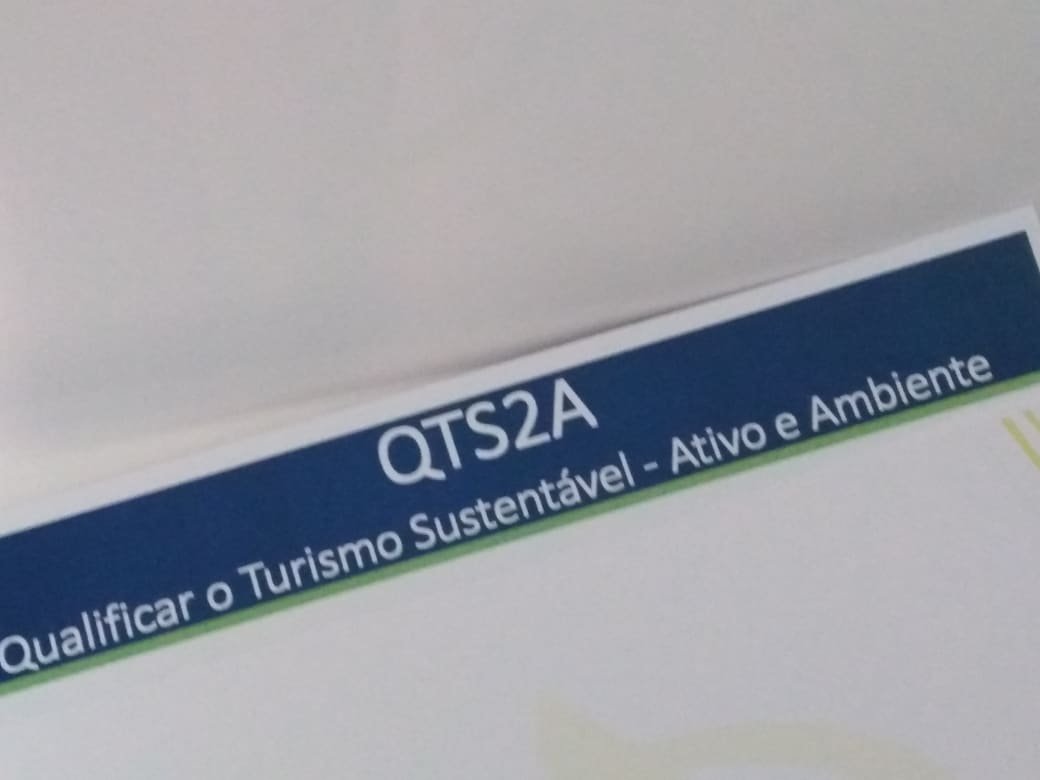 QTS2A
Qualificar o Turismo Sustentável - Ativo e Ambiente